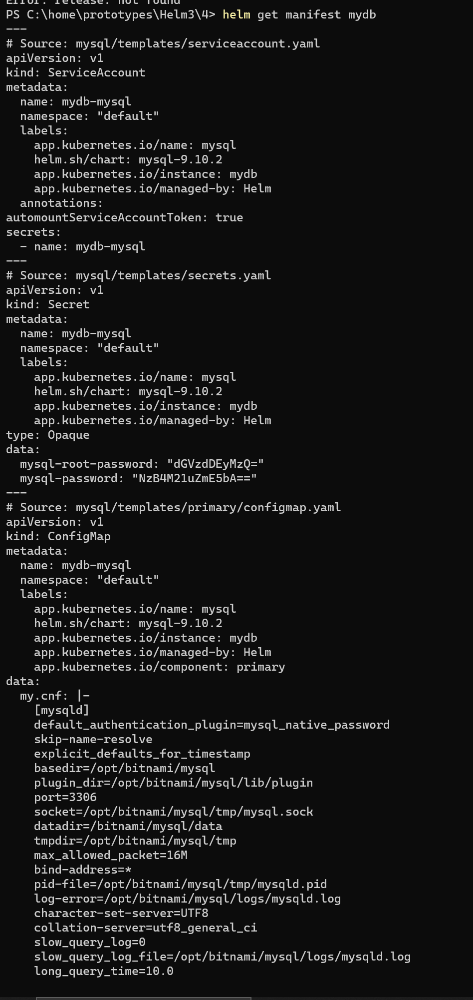 Error: release: not found
PS C:\home\prototypes\Helm3\4> helm get manifest mydb
---
# Source: mysql/templates/serviceaccount.yaml
apiVersion: v1
kind: ServiceAccount
metadata:
  name: mydb-mysql
  namespace: "default"
  labels:
    app.kubernetes.io/name: mysql
    helm.sh/chart: mysql-9.10.2
    app.kubernetes.io/instance: mydb
    app.kubernetes.io/managed-by: Helm
  annotations:
automountServiceAccountToken: true
secrets:
  - name: mydb-mysql
---
# Source: mysql/templates/secrets.yaml
apiVersion: v1
kind: Secret
metadata:
  name: mydb-mysql
  namespace: "default"
  labels:
    app.kubernetes.io/name: mysql
    helm.sh/chart: mysql-9.10.2
    app.kubernetes.io/instance: mydb
    app.kubernetes.io/managed-by: Helm
type: Opaque
data:
  mysql-root-password: "dGVzdDEyMzQ="
  mysql-password: "NzB4M21uZmE5bA=="
---
# Source: mysql/templates/primary/configmap.yaml
apiVersion: v1
kind: ConfigMap
metadata:
  name: mydb-mysql
  namespace: "default"
  labels:
    app.kubernetes.io/name: mysql
    helm.sh/chart: mysql-9.10.2
    app.kubernetes.io/instance: mydb
    app.kubernetes.io/managed-by: Helm
    app.kubernetes.io/component: primary
data:
  my.cnf: |-
    [mysqld]
    default_authentication_plugin=mysql_native_password
    skip-name-resolve
    explicit_defaults_for_timestamp
    basedir=/opt/bitnami/mysql
    plugin_dir=/opt/bitnami/mysql/lib/plugin
    port=3306
    socket=/opt/bitnami/mysql/tmp/mysql.sock
    datadir=/bitnami/mysql/data
    tmpdir=/opt/bitnami/mysql/tmp
    max_allowed_packet=16M
    bind-address=*
    pid-file=/opt/bitnami/mysql/tmp/mysqld.pid
    log-error=/opt/bitnami/mysql/logs/mysqld.log
    character-set-server=UTF8
    collation-server=utf8_general_ci
    slow_query_log=0
    slow_query_log_file=/opt/bitnami/mysql/logs/mysqld.log
    long_query_time=10.0